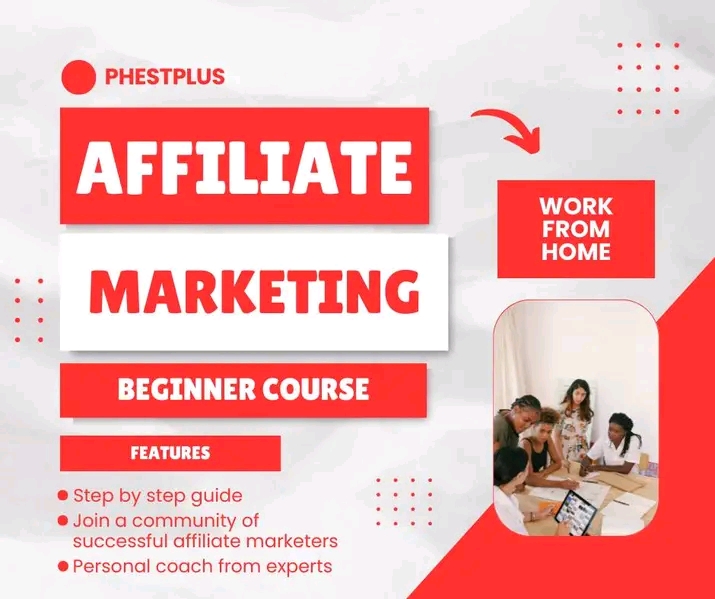 PHESTPLUS
AFFILIATE
MARKETING
BEGINNER COURSE
FEATURES
Step by step guide
Join a community of
successful affiliate marketers
Personal coach from experts
WORK
FROM
HOME